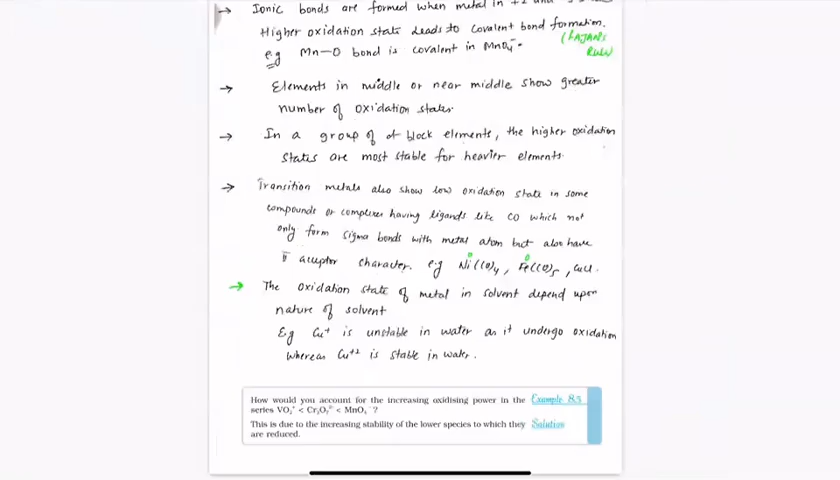 → Ionic bonds are formed when metal in +2 and
Higher oxidation state leads to covalent bond formation.
(FAJANS RULE)
e.g Mn—O bond is covalent in MnO4⁻.
→ Elements in middle or near middle show greater
number of oxidation states.
→ In a group of d block elements, the higher oxidation
states are most stable for heavier elements.
→ Transition metals also show low oxidation state in some
compounds or complexes having ligands like CO which not
only form sigma bonds with metal atom but also have
π acceptor character. e.g Ni(CO)4, Fe(CO)5, CuCl.
0 0
→ The oxidation state of metal in solvent depend upon
nature of solvent
E.g Cu+ is unstable in water as it undergo oxidation
whereas Cu+2 is stable in water.
How would you account for the increasing oxidising power in the Example 8.5
series VO₂⁺ < Cr₂O₇²⁻ < MnO₄⁻ ?
This is due to the increasing stability of the lower species to which they Solution
are reduced.